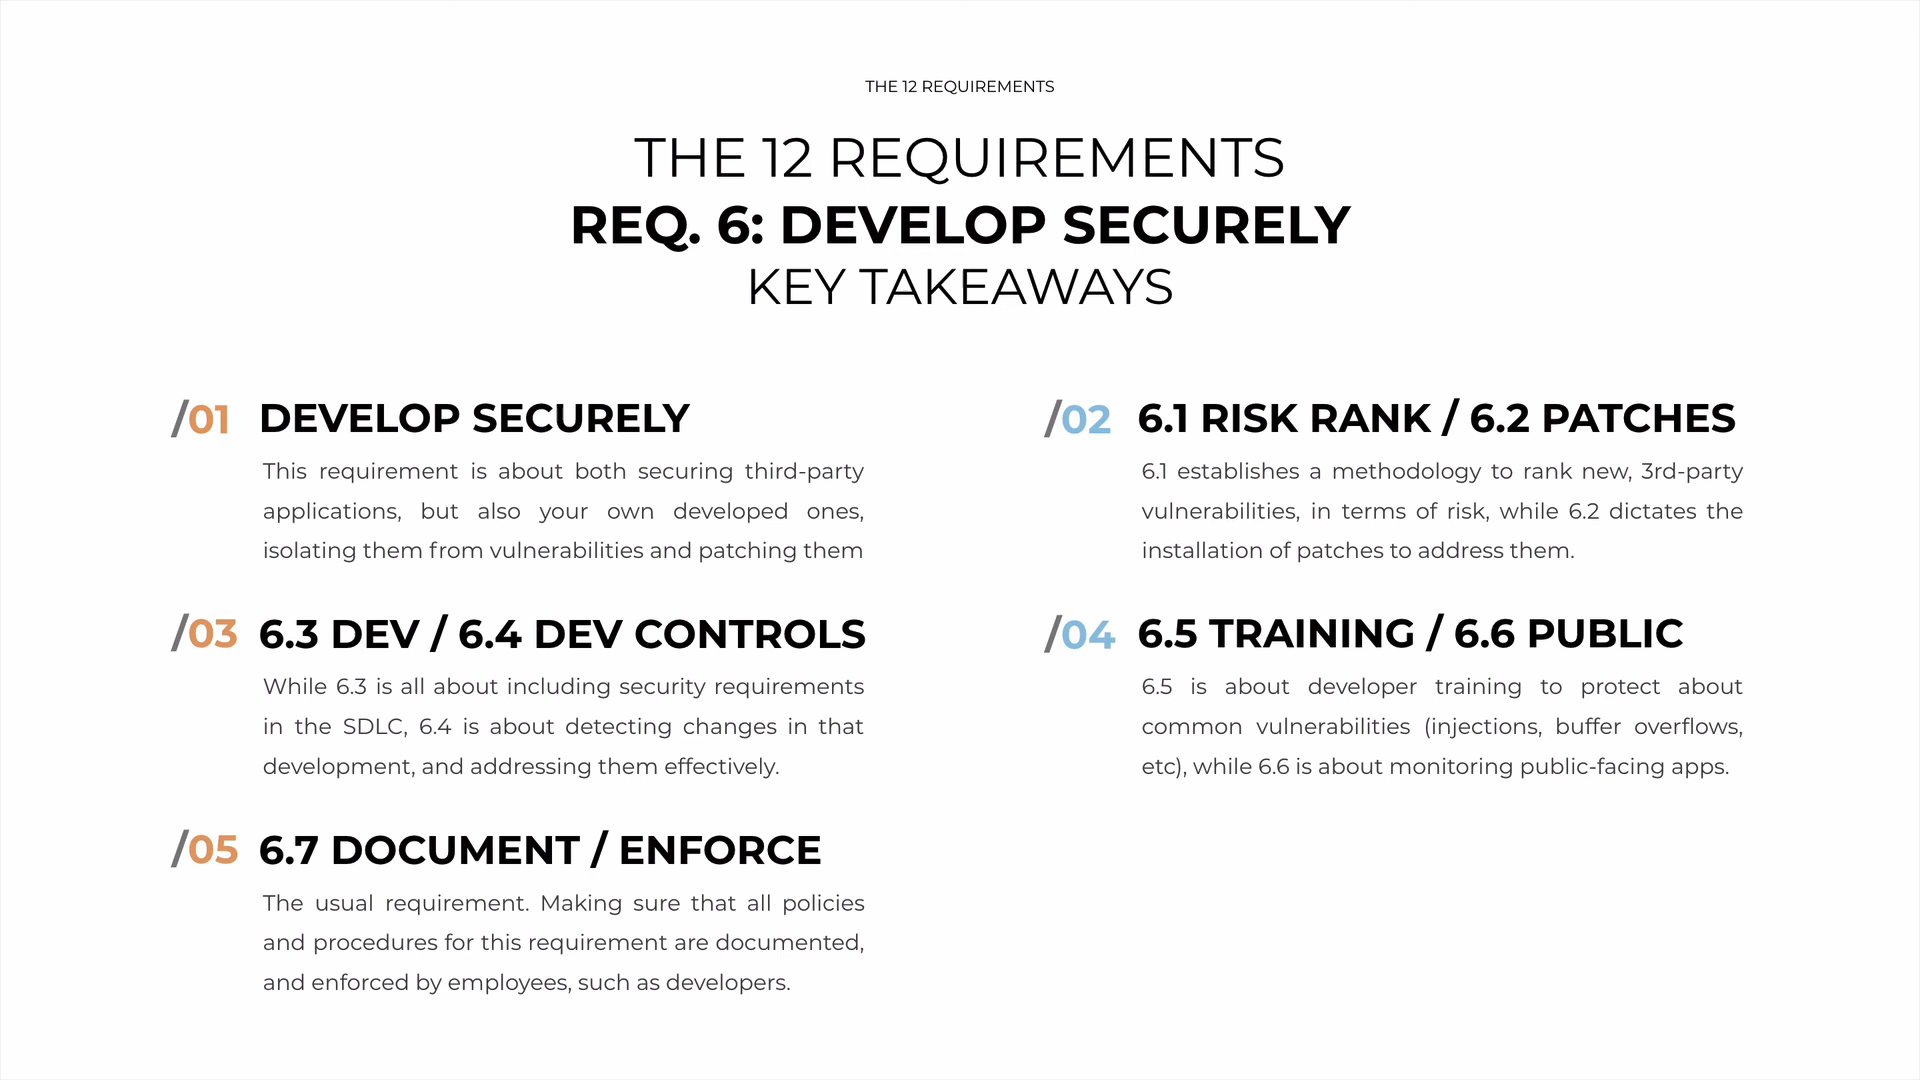 THE 12 REQUIREMENTS
THE 12 REQUIREMENTS
REQ. 6: DEVELOP SECURELY
KEY TAKEAWAYS
/01 DEVELOP SECURELY
This requirement is about both securing third-party
applications, but also your own developed ones,
isolating them from vulnerabilities and patching them
/02 6.1 RISK RANK / 6.2 PATCHES
6.1 establishes a methodology to rank new, 3rd-party
vulnerabilities, in terms of risk, while 6.2 dictates the
installation of patches to address them.
/03 6.3 DEV / 6.4 DEV CONTROLS
While 6.3 is all about including security requirements
in the SDLC, 6.4 is about detecting changes in that
development, and addressing them effectively.
/04 6.5 TRAINING / 6.6 PUBLIC
6.5 is about developer training to protect about
common vulnerabilities (injections, buffer overflows,
etc), while 6.6 is about monitoring public-facing apps.
/05 6.7 DOCUMENT / ENFORCE
The usual requirement. Making sure that all policies
and procedures for this requirement are documented,
and enforced by employees, such as developers.